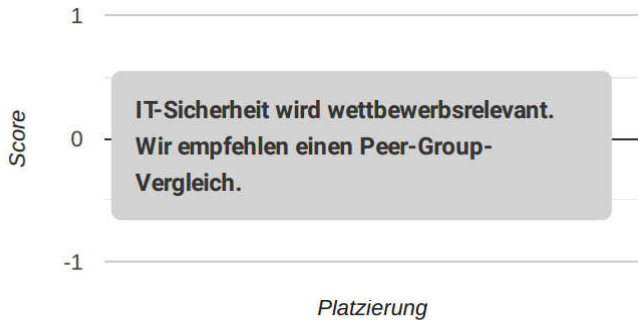 1
IT-Sicherheit wird wettbewerbsrelevant.
Wir empfehlen einen Peer-Group-
Vergleich.
Score
0
-1
Platzierung